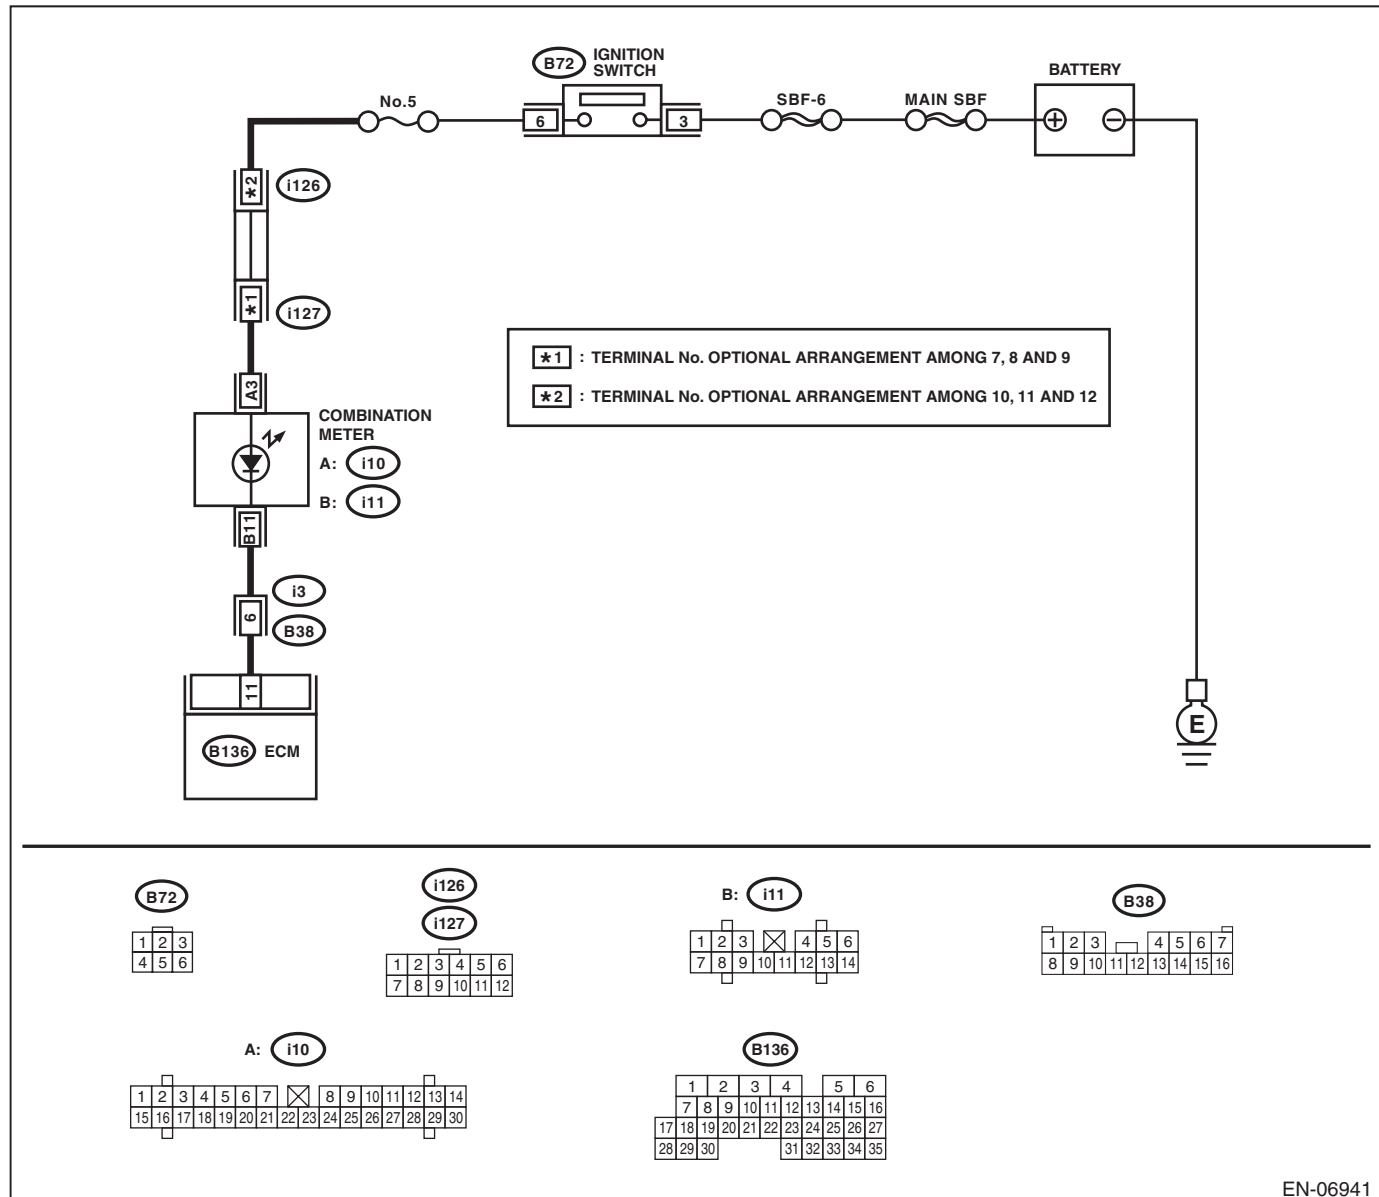 B72
IGNITION
SWITCH
No.5
6
3
SBF-6
MAIN SBF
BATTERY
+
−
*2
i126
*1
i127
A3
COMBINATION
METER
A: i10
B: i11
B11
i3
6
B38
11
B136 ECM
*1 : TERMINAL No. OPTIONAL ARRANGEMENT AMONG 7, 8 AND 9
*2 : TERMINAL No. OPTIONAL ARRANGEMENT AMONG 10, 11 AND 12
E
B72
1 2 3
4 5 6
i126
i127
1 2 3 4 5 6
7 8 9 10 11 12
B: i11
1 2 3 4 5 6
7 8 9 10 11 12 13 14
B38
1 2 3 4 5 6 7
8 9 10 11 12 13 14 15 16
A: i10
1 2 3 4 5 6 7 8 9 10 11 12 13 14
15 16 17 18 19 20 21 22 23 24 25 26 27 28 29 30
B136
1 2 3 4 5 6
7 8 9 10 11 12 13 14 15 16
17 18 19 20 21 22 23 24 25 26 27
28 29 30 31 32 33 34 35
EN-06941